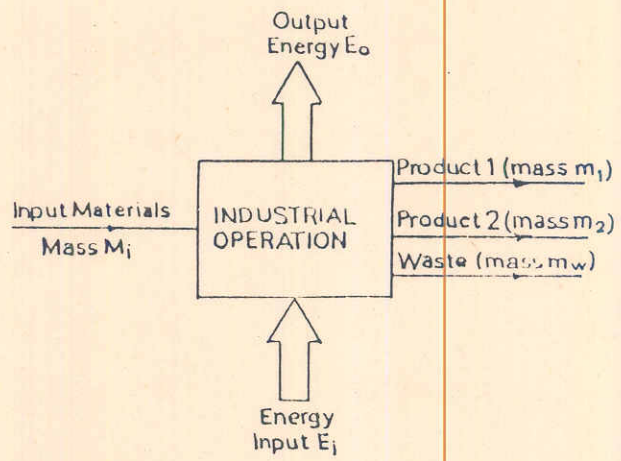 Output
Energy Eₒ
Input Materials
Mass Mᵢ
INDUSTRIAL
OPERATION
Product 1 (mass m₁)
Product 2 (mass m₂)
Waste (mass m_w)
Energy
Input Eᵢ